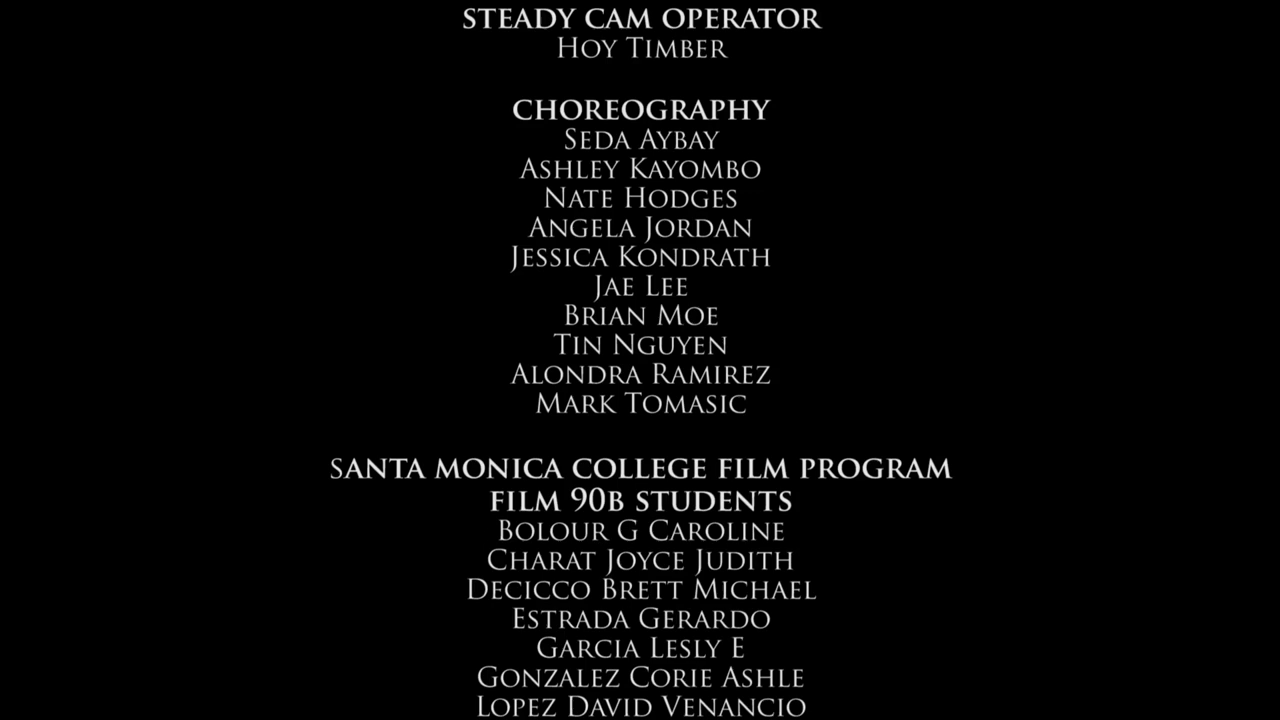 STEADY CAM OPERATOR
HOY TIMBER
CHOREOGRAPHY
SEDA AYBAY
ASHLEY KAYOMBO
NATE HODGES
ANGELA JORDAN
JESSICA KONDRATH
JAE LEE
BRIAN MOE
TIN NGUYEN
ALONDRA RAMIREZ
MARK TOMASIC
SANTA MONICA COLLEGE FILM PROGRAM
FILM 90B STUDENTS
BOLOUR G CAROLINE
CHARAT JOYCE JUDITH
DECICCO BRETT MICHAEL
ESTRADA GERARDO
GARCIA LESLY E
GONZALEZ CORIE ASHLE
LOPEZ DAVID VENANCIO